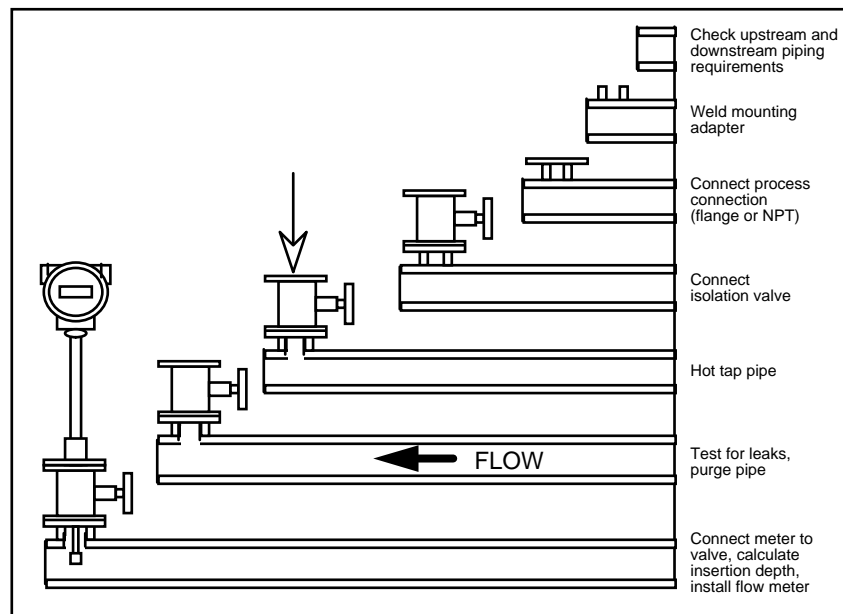 Check upstream and
downstream piping
requirements
Weld mounting
adapter
Connect process
connection
(flange or NPT)
Connect
isolation valve
Hot tap pipe
Test for leaks,
purge pipe
FLOW
Connect meter to
valve, calculate
insertion depth,
install flow meter